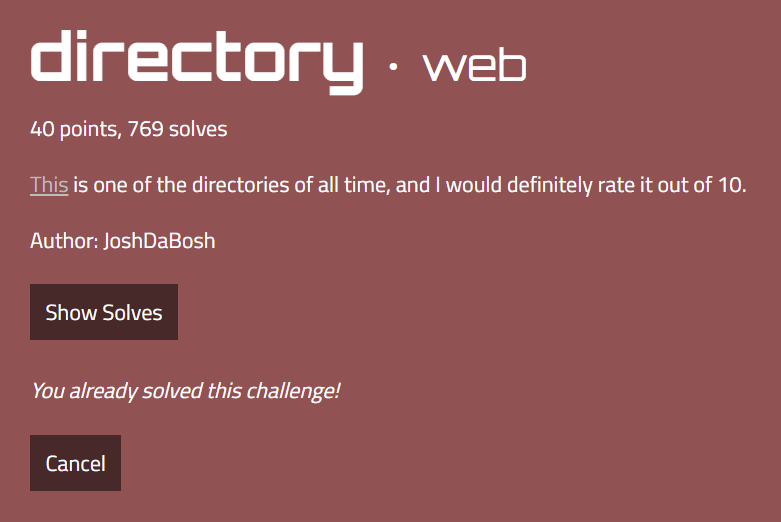 directory · web
40 points, 769 solves
This is one of the directories of all time, and I would definitely rate it out of 10.
Author: JoshDaBosh
Show Solves
You already solved this challenge!
Cancel